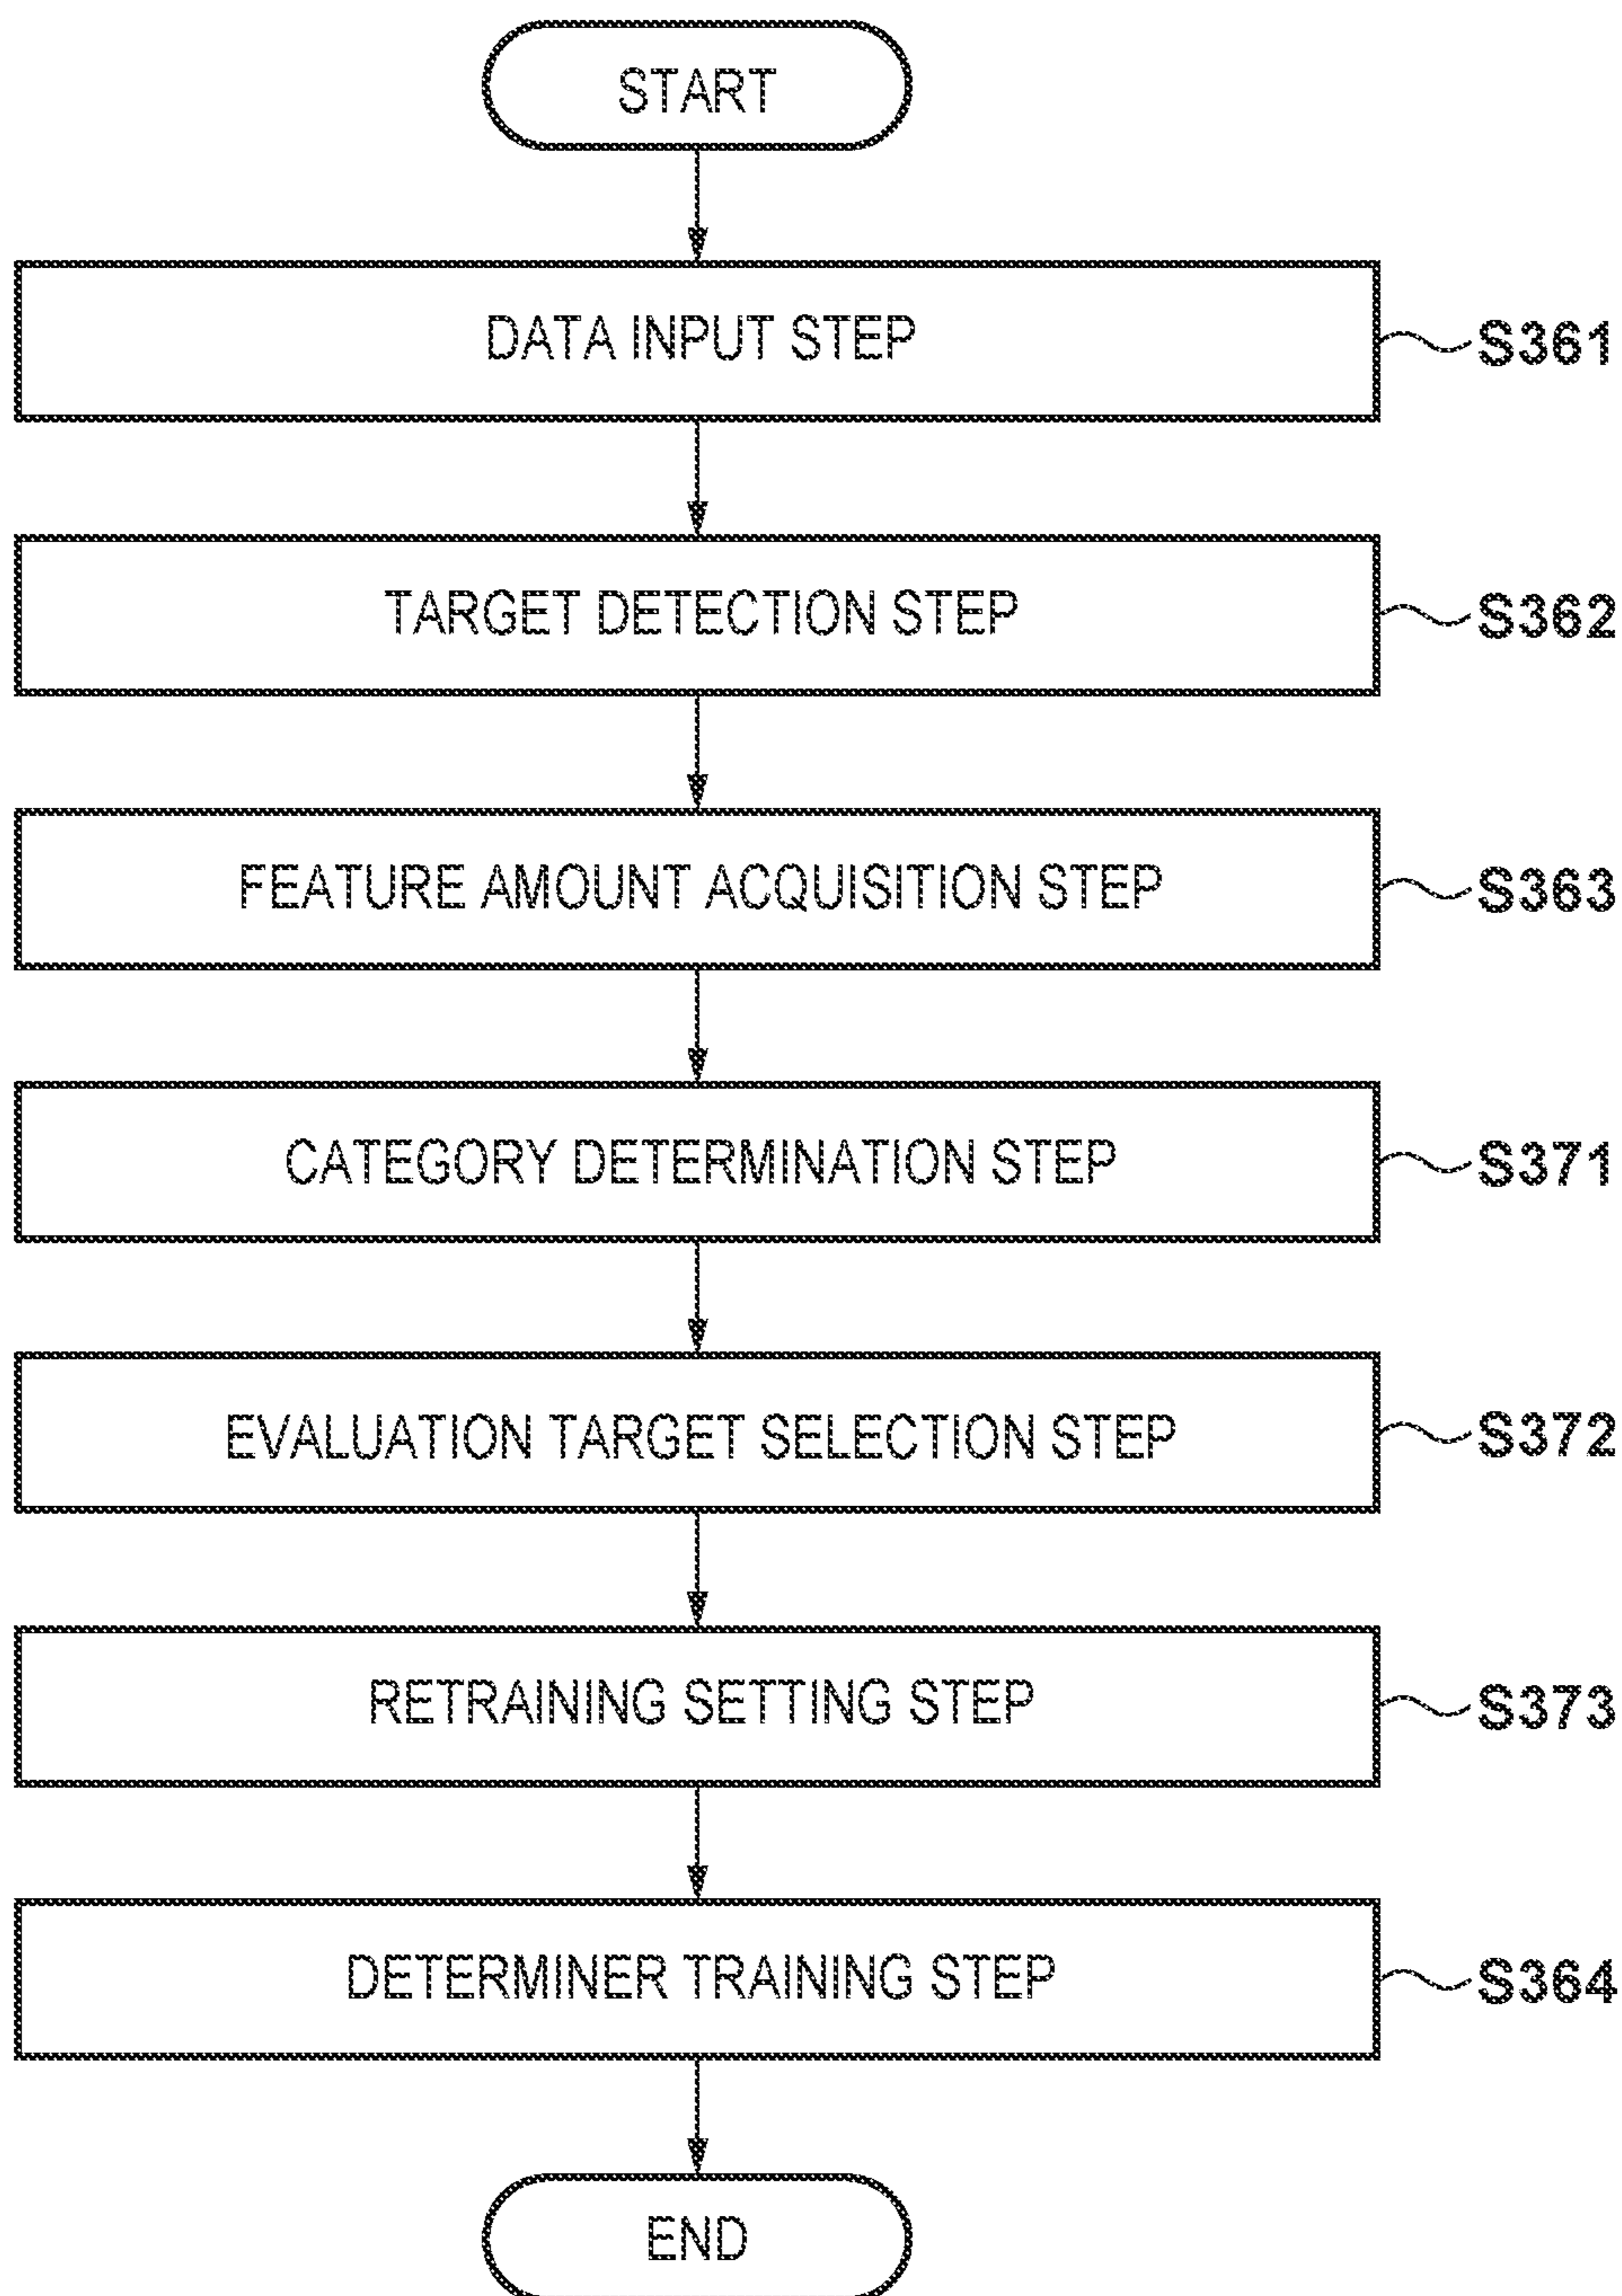 START
DATA INPUT STEP
S361
TARGET DETECTION STEP
S362
FEATURE AMOUNT ACQUISITION STEP
S363
CATEGORY DETERMINATION STEP
S371
EVALUATION TARGET SELECTION STEP
S372
RETRAINING SETTING STEP
S373
DETERMINER TRAINING STEP
S364
END